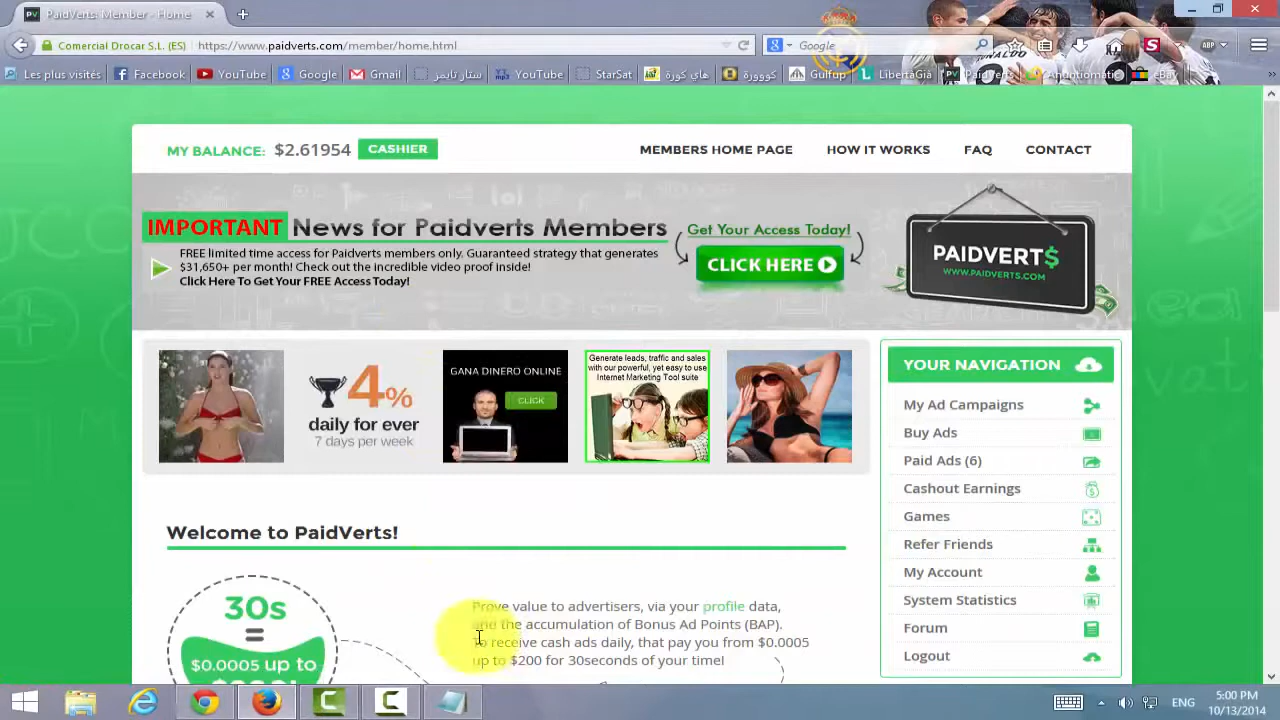 PaidVerts: Member - Home
Comercial Drocar S.L. (ES)
https://www.paidverts.com/member/home.html
Google
ABP
Les plus visités
Facebook
YouTube
Google
Gmail
ستار تايمز
YouTube
StarSat
هاي كورة
كووورة
Gulfup
LibertaGia
PaidVerts
Anuntiomatic
eBay
MY BALANCE: $2.61954 CASHIER
MEMBERS HOME PAGE HOW IT WORKS FAQ CONTACT
IMPORTANT News for Paidverts Members
FREE limited time access for Paidverts members only. Guaranteed strategy that generates
$31,650+ per month! Check out the incredible video proof inside!
Click Here To Get Your FREE Access Today!
Get Your Access Today!
CLICK HERE
PAIDVERT$
WWW.PAIDVERTS.COM
4%
daily for ever
7 days per week
GANA DINERO ONLINE
CLICK
Generate leads, traffic and sales
with our powerful, yet easy to use
Internet Marketing Tool suite
YOUR NAVIGATION
My Ad Campaigns
Buy Ads
Paid Ads (6)
Cashout Earnings
Games
Refer Friends
My Account
System Statistics
Forum
Logout
Welcome to PaidVerts!
30s
=
$0.0005 up to
Prove value to advertisers, via your profile data,
and the accumulation of Bonus Ad Points (BAP).
To receive cash ads daily, that pay you from $0.0005
up to $200 for 30seconds of your time!
ENG
5:00 PM
10/13/2014